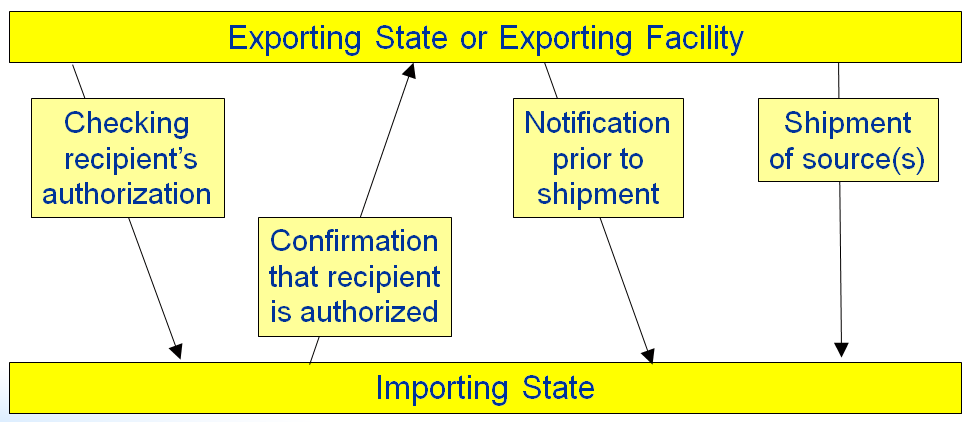 Exporting State or Exporting Facility
Checking
recipient's
authorization
Confirmation
that recipient
is authorized
Notification
prior to
shipment
Shipment
of source(s)
Importing State